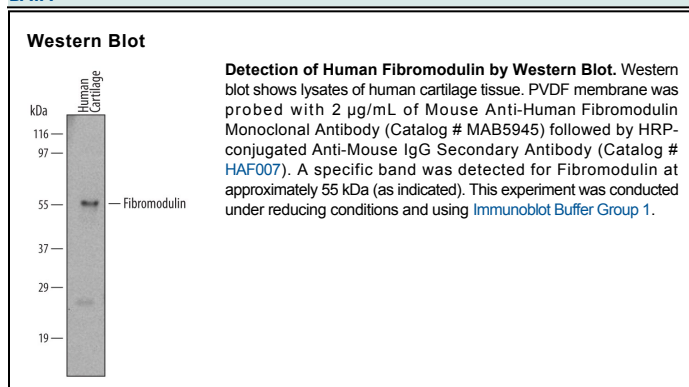 Western Blot
Human
Cartilage
kDa
116
97
55
Fibromodulin
37
29
19
Detection of Human Fibromodulin by Western Blot. Western
blot shows lysates of human cartilage tissue. PVDF membrane was
probed with 2 µg/mL of Mouse Anti-Human Fibromodulin
Monoclonal Antibody (Catalog # MAB5945) followed by HRP-
conjugated Anti-Mouse IgG Secondary Antibody (Catalog #
HAF007). A specific band was detected for Fibromodulin at
approximately 55 kDa (as indicated). This experiment was conducted
under reducing conditions and using Immunoblot Buffer Group 1.